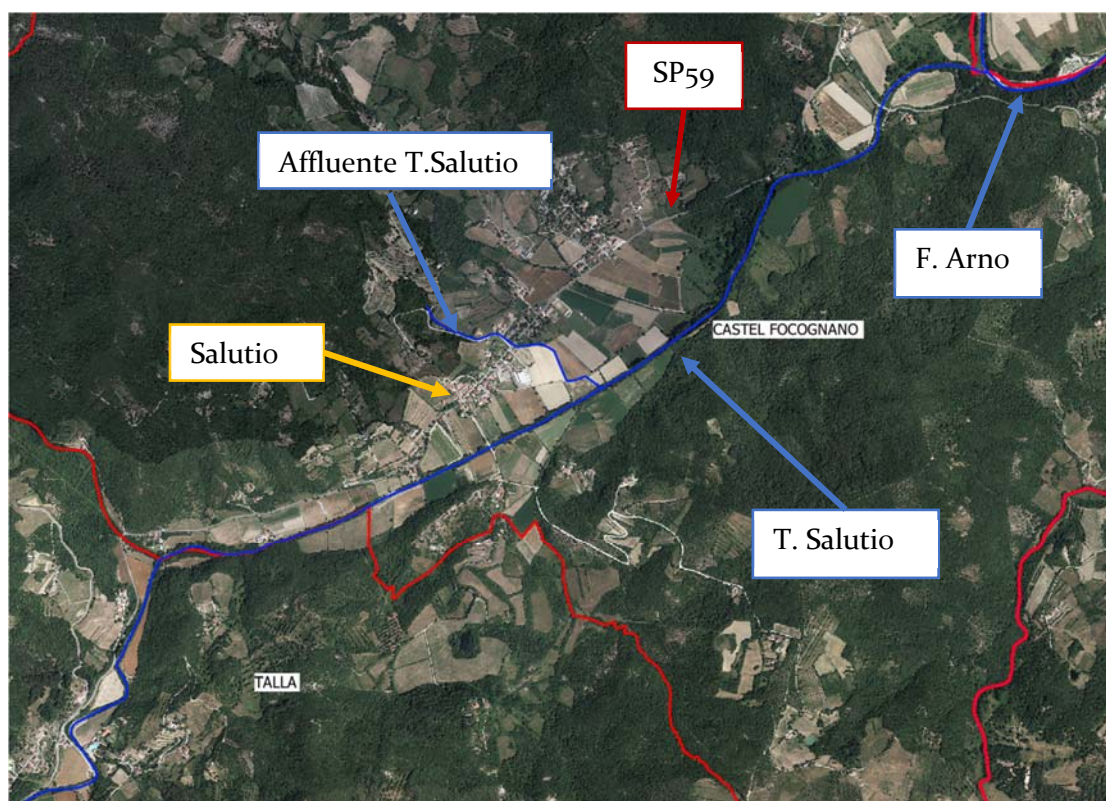 SP59
Affluente T.Salutio
F. Arno
CASTEL FOCOGNANO
Salutio
T. Salutio
TALLA